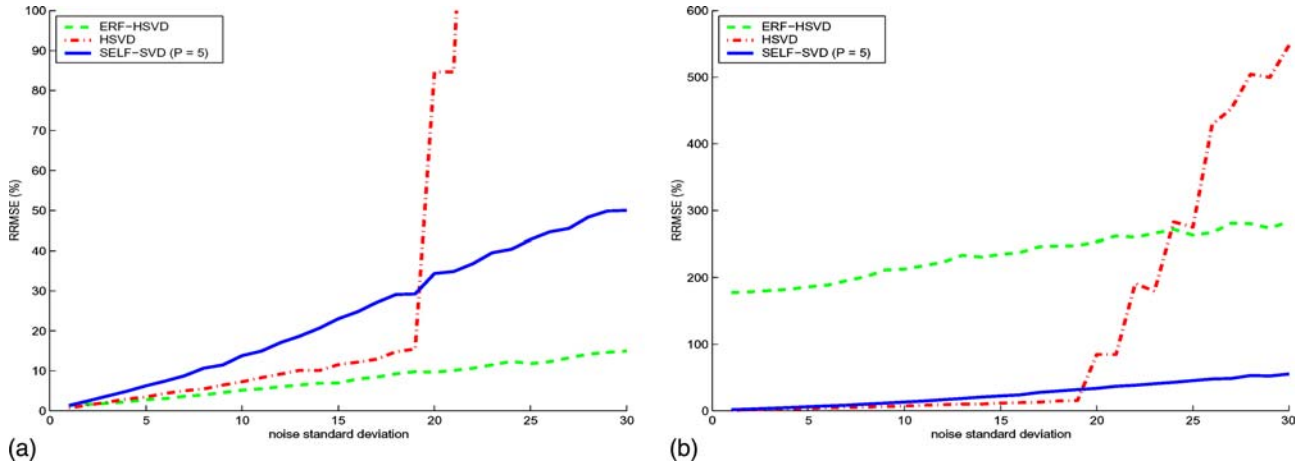 100
90
80
70
60
50
40
30
20
10
0
RRMSE (%)
ERF-HSVD
HSVD
SELF-SVD (P = 5)
0 5 10 15 20 25 30
noise standard deviation
(a)
600
500
400
300
200
100
0
RRMSE (%)
ERF-HSVD
HSVD
SELF-SVD (P = 5)
0 5 10 15 20 25 30
noise standard deviation
(b)